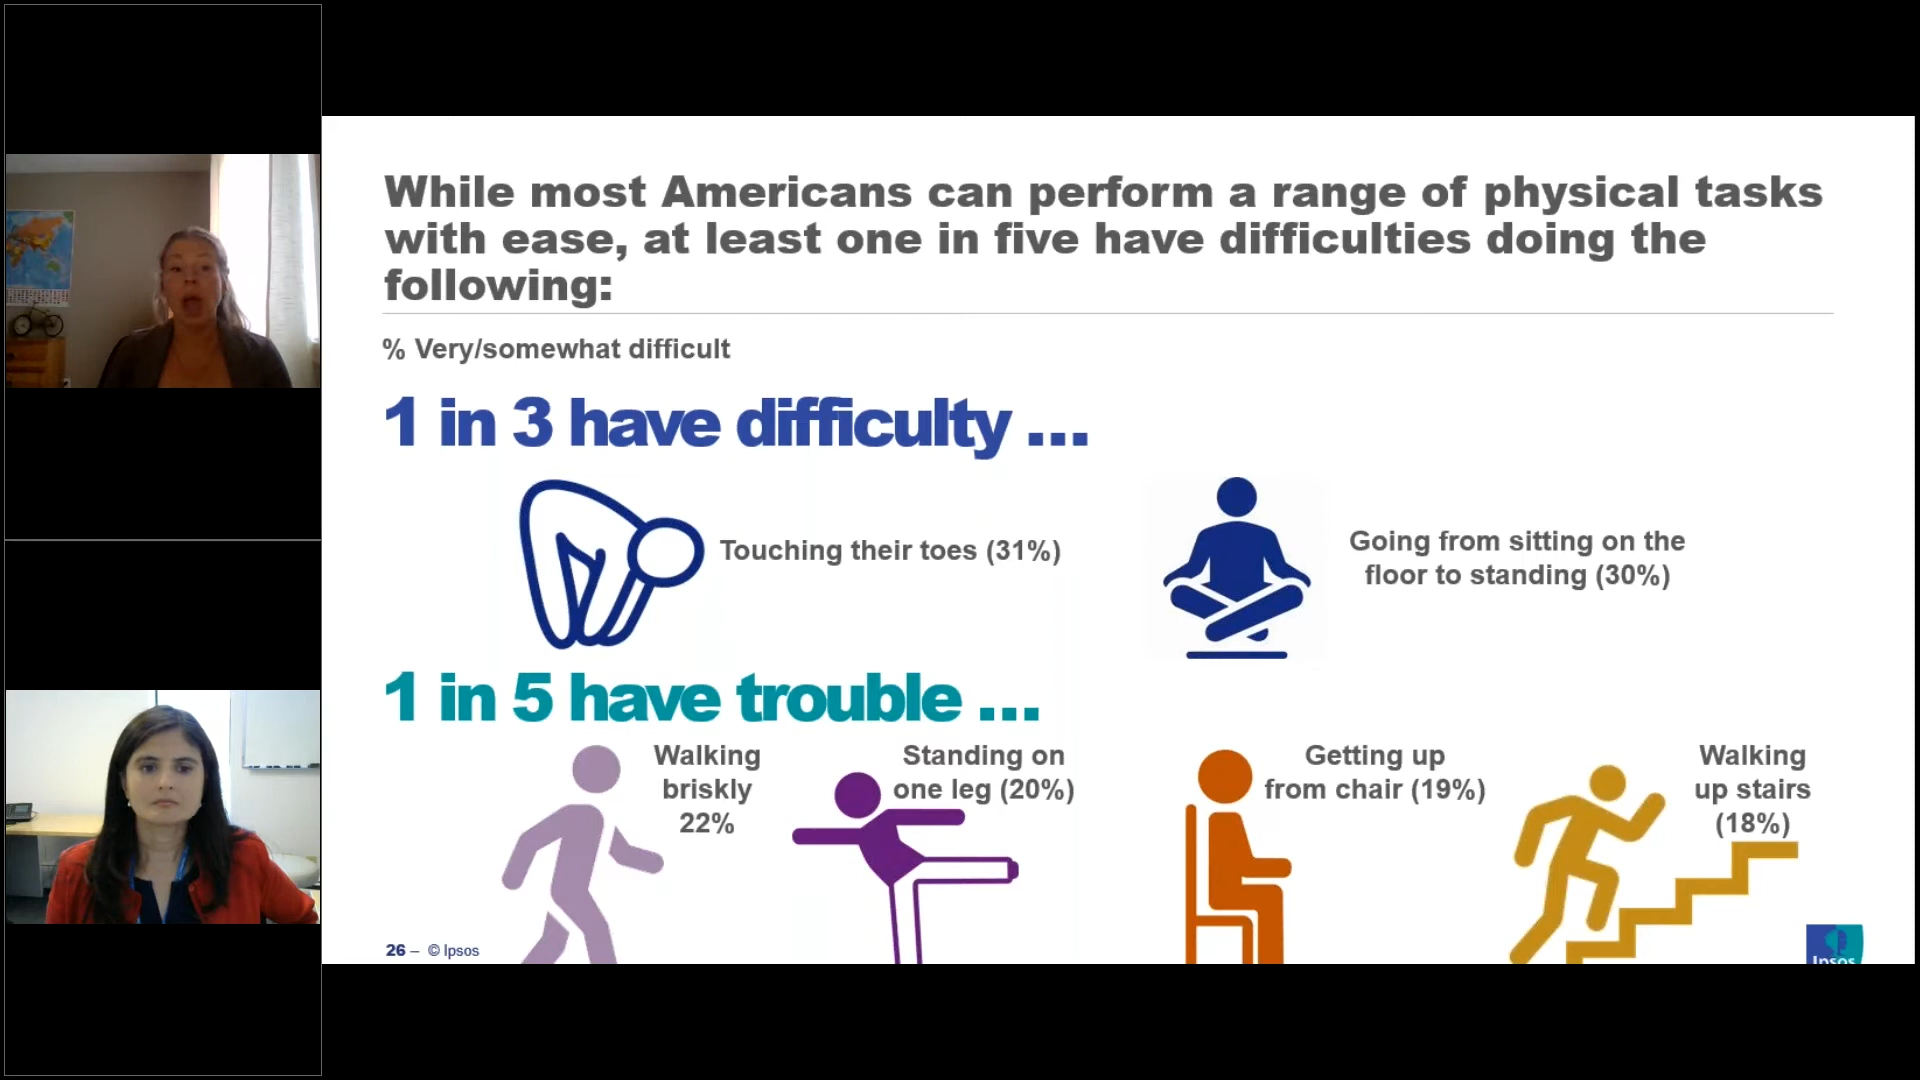 While most Americans can perform a range of physical tasks
with ease, at least one in five have difficulties doing the
following:
% Very/somewhat difficult
1 in 3 have difficulty ...
Touching their toes (31%)
Going from sitting on the
floor to standing (30%)
1 in 5 have trouble ...
Walking
briskly
22%
Standing on
one leg (20%)
Getting up
from chair (19%)
Walking
up stairs
(18%)
26 – © Ipsos
Ipsos